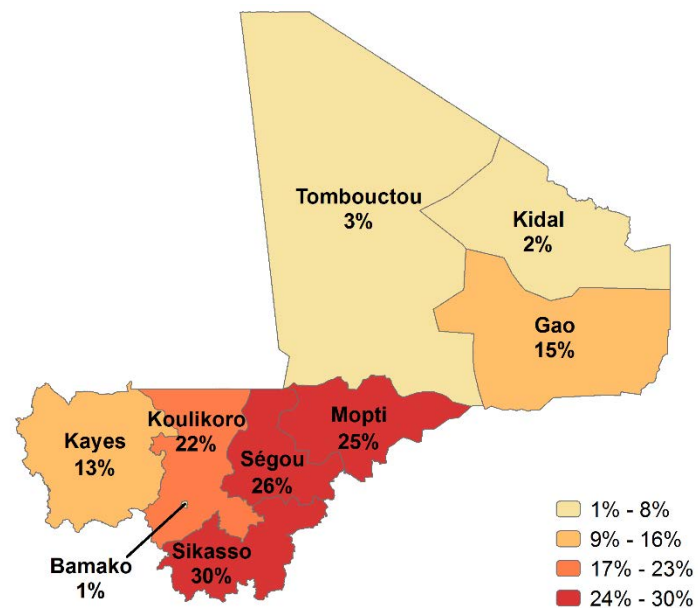 Tombouctou
3%
Kidal
2%
Gao
15%
Mopti
25%
Koulikoro
22%
Kayes
13%
Ségou
26%
Sikasso
30%
Bamako
1%
1% - 8%
9% - 16%
17% - 23%
24% - 30%